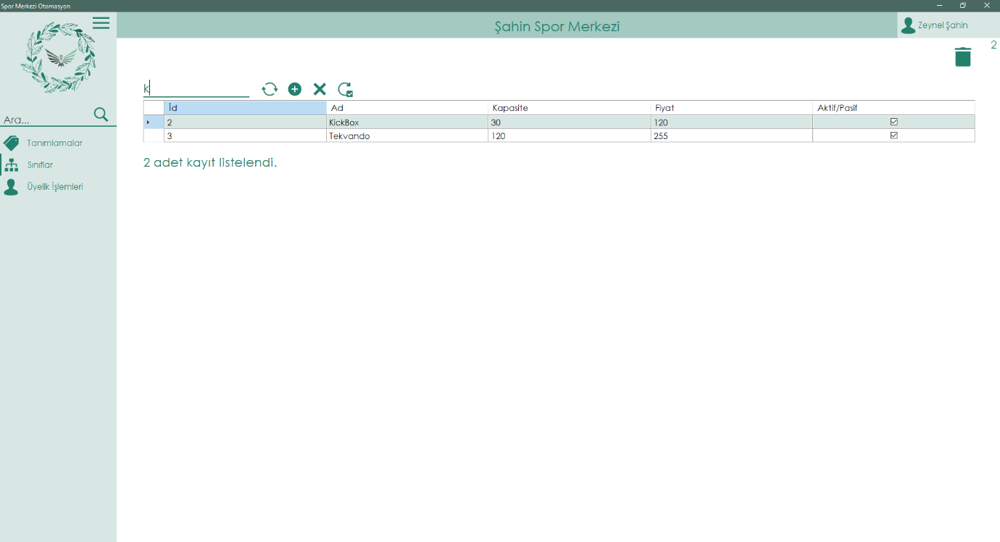 Spor Merkezi Otomasyon
Şahin Spor Merkezi
Zeynel Şahin
2
k
Ara...
Tanımlamalar
Sınıflar
Üyelik İşlemleri
İd Ad Kapasite Fiyat Aktif/Pasif
2 KickBox 30 120
3 Tekvando 120 255
2 adet kayıt listelendi.